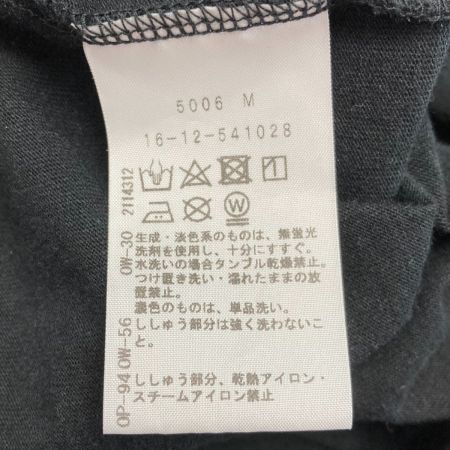 5006 M
16-12-541028
2114312
OW-30
生成・淡色系のものは、無蛍光
洗剤を使用し、十分にすすぐ。
水洗いの場合タンブル乾燥禁止。
つけ置き洗い・濡れたままの放
置禁止。
濃色のものは、単品洗い。
OW-56
ししゅう部分は強く洗わないこ
と。
OP-94
ししゅう部分、乾熱アイロン・
スチームアイロン禁止